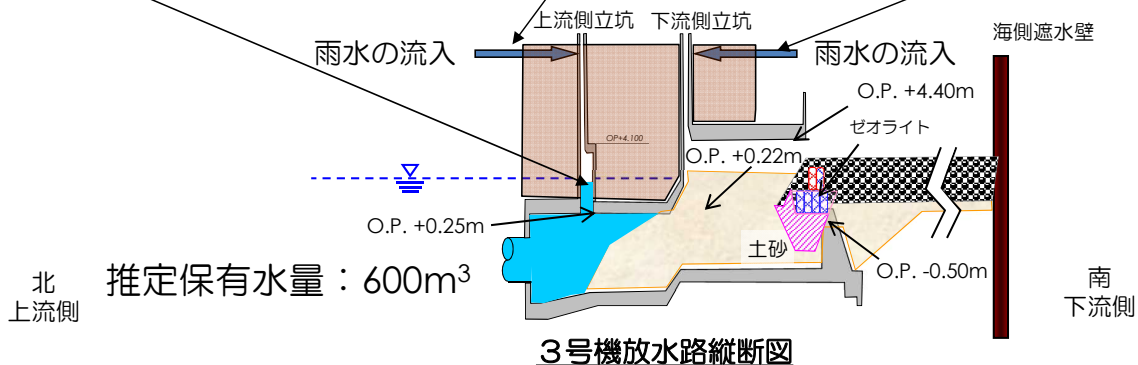 上流側立坑
下流側立坑
海側遮水壁
雨水の流入
雨水の流入
O.P. +4.40m
ゼオライト
OP+4.100
O.P. +0.22m
O.P. +0.25m
土砂
O.P. -0.50m
北
上流側
推定保有水量:600m³
南
下流側
3号機放水路縦断図